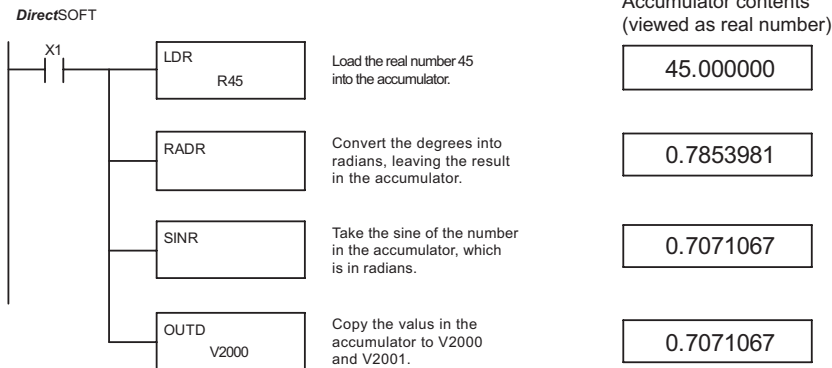 Accumulator contents
(viewed as real number)
DirectSOFT
X1
LDR
R45
Load the real number 45
into the accumulator.
45.000000
RADR
Convert the degrees into
radians, leaving the result
in the accumulator.
0.7853981
SINR
Take the sine of the number
in the accumulator, which
is in radians.
0.7071067
OUTD
V2000
Copy the valus in the
accumulator to V2000
and V2001.
0.7071067